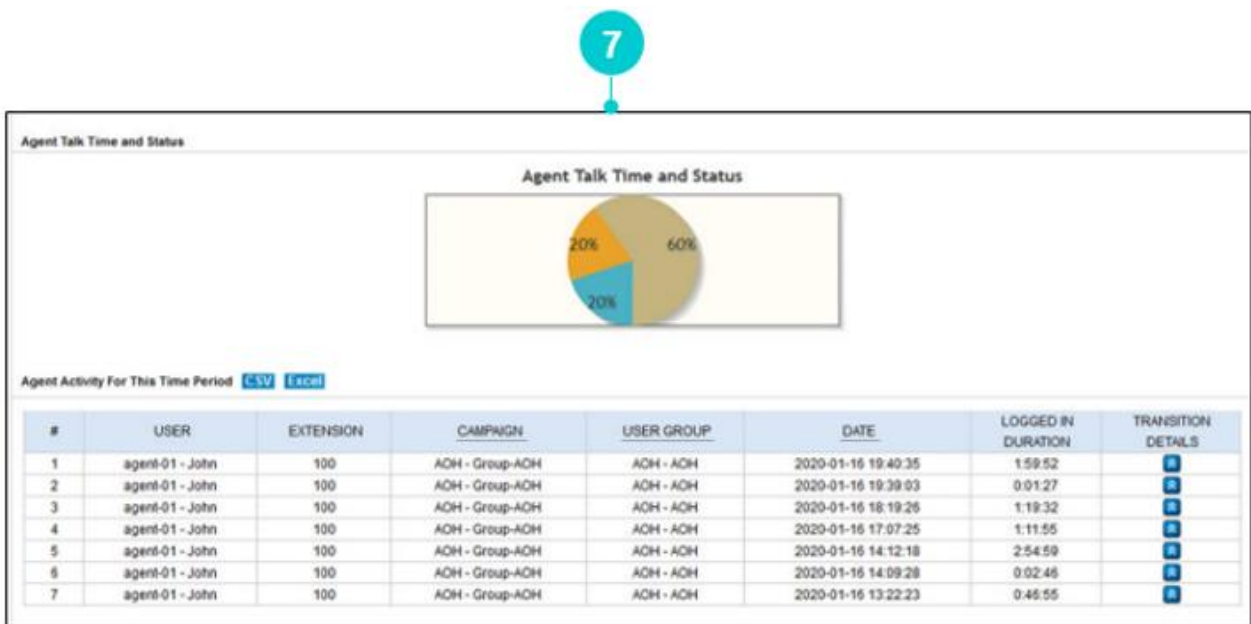 7
Agent Talk Time and Status
Agent Talk Time and Status
20% 60%
20%
Agent Activity For This Time Period CSV Excel
# USER EXTENSION CAMPAIGN USER GROUP DATE LOGGED IN DURATION TRANSITION DETAILS
1 agent-01 - John 100 AOH - Group-AOH AOH - AOH 2020-01-16 19:40:35 1:59:52
2 agent-01 - John 100 AOH - Group-AOH AOH - AOH 2020-01-16 19:39:03 0:01:27
3 agent-01 - John 100 AOH - Group-AOH AOH - AOH 2020-01-16 18:19:26 1:19:32
4 agent-01 - John 100 AOH - Group-AOH AOH - AOH 2020-01-16 17:07:25 1:11:55
5 agent-01 - John 100 AOH - Group-AOH AOH - AOH 2020-01-16 14:12:18 2:54:59
6 agent-01 - John 100 AOH - Group-AOH AOH - AOH 2020-01-16 14:09:28 0:02:46
7 agent-01 - John 100 AOH - Group-AOH AOH - AOH 2020-01-16 13:22:23 0:46:55